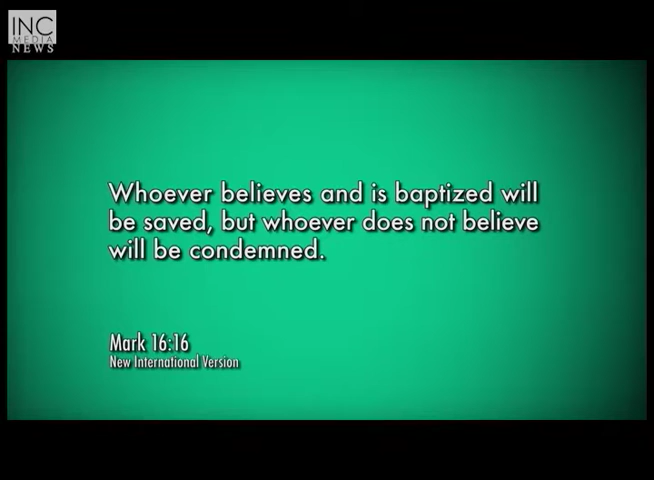 INC
MEDIA
NEWS
Whoever believes and is baptized will
be saved, but whoever does not believe
will be condemned.
Mark 16:16
New International Version